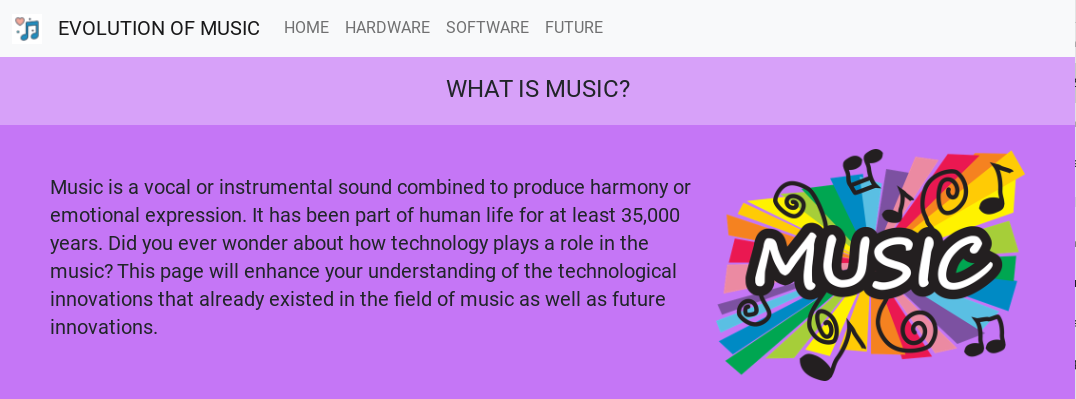 EVOLUTION OF MUSIC HOME HARDWARE SOFTWARE FUTURE
WHAT IS MUSIC?
Music is a vocal or instrumental sound combined to produce harmony or
emotional expression. It has been part of human life for at least 35,000
years. Did you ever wonder about how technology plays a role in the
music? This page will enhance your understanding of the technological
innovations that already existed in the field of music as well as future
innovations.
MUSIC